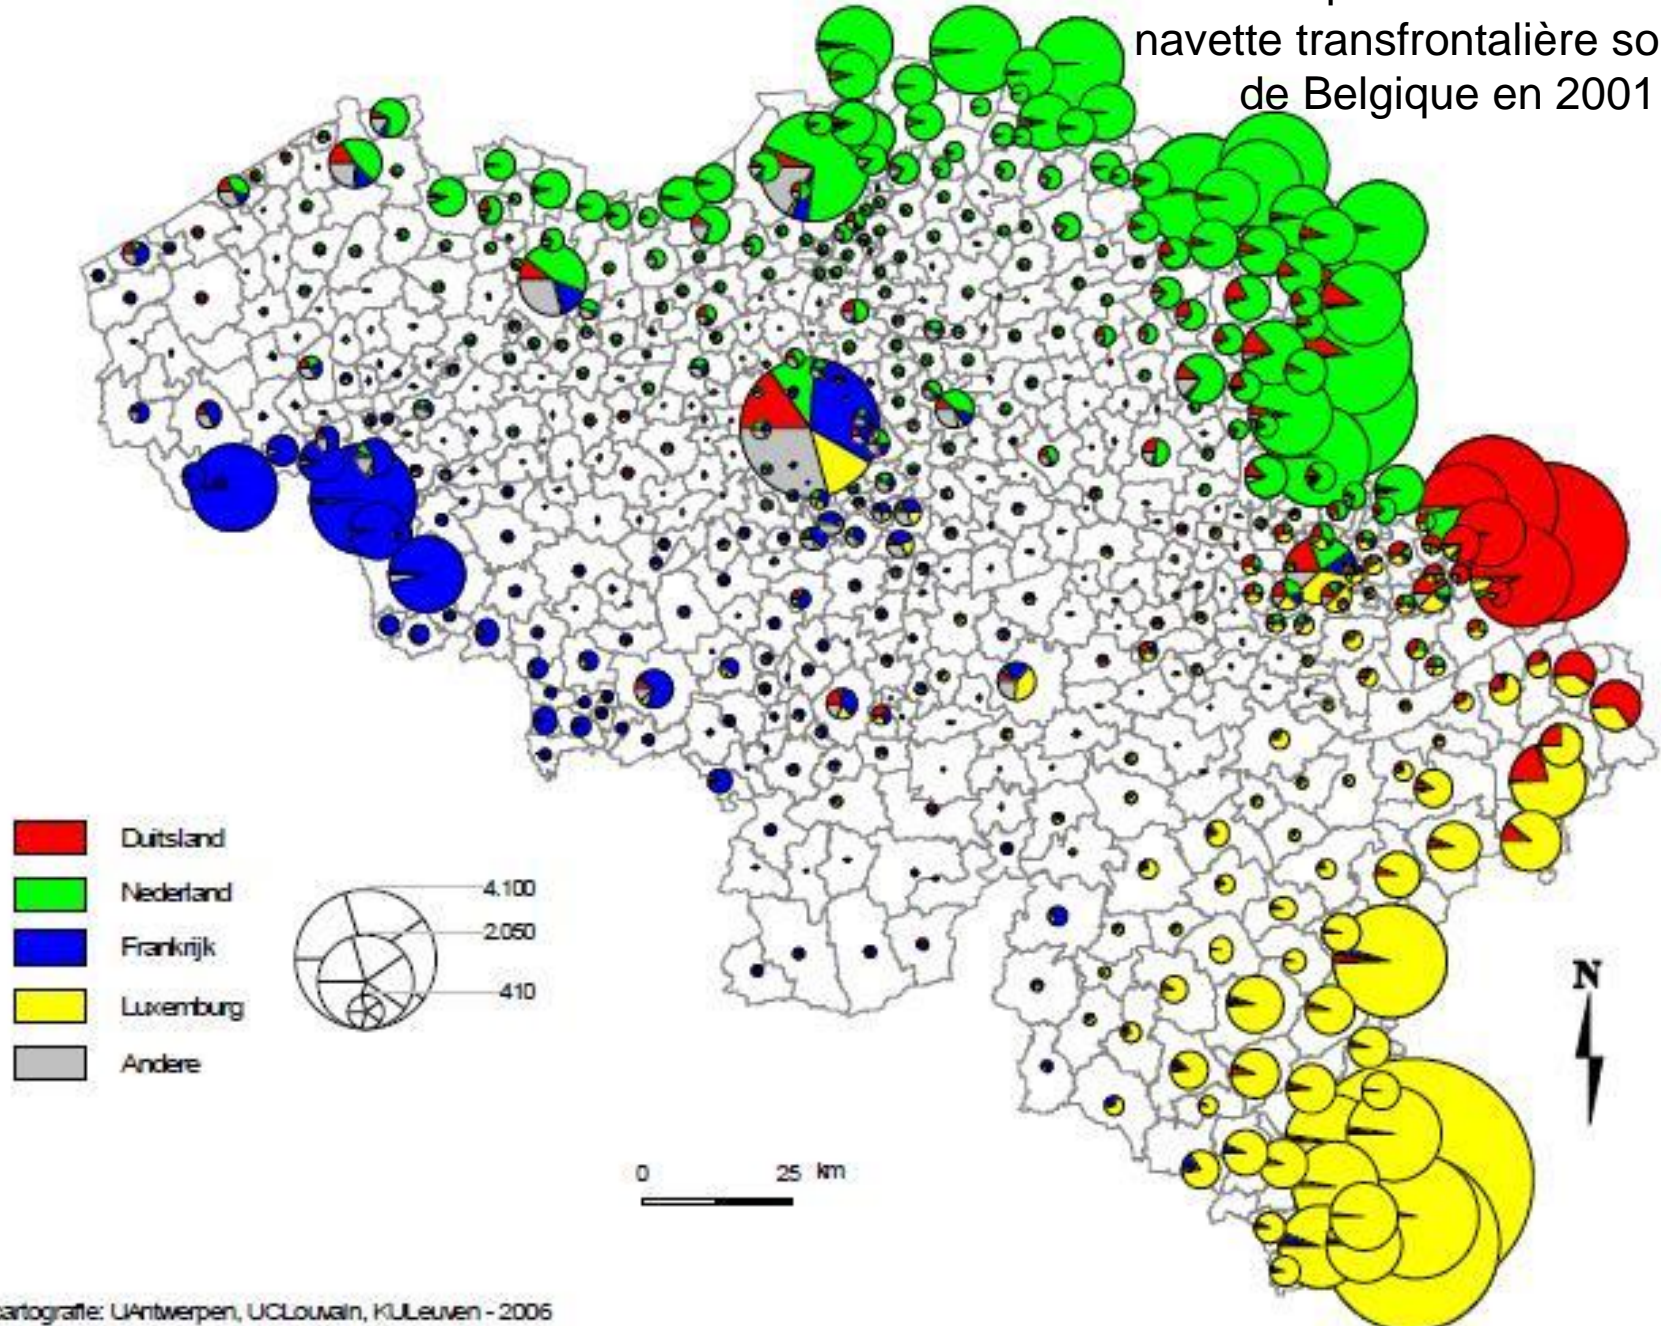 navette transfrontalière so
de Belgique en 2001
Duitsland
Nederland
Frankrijk
Luxemburg
Andere
4.100
2.050
410
N
0 25 km
cartografie: UAntwerpen, UCLouvain, KULeuven - 2006